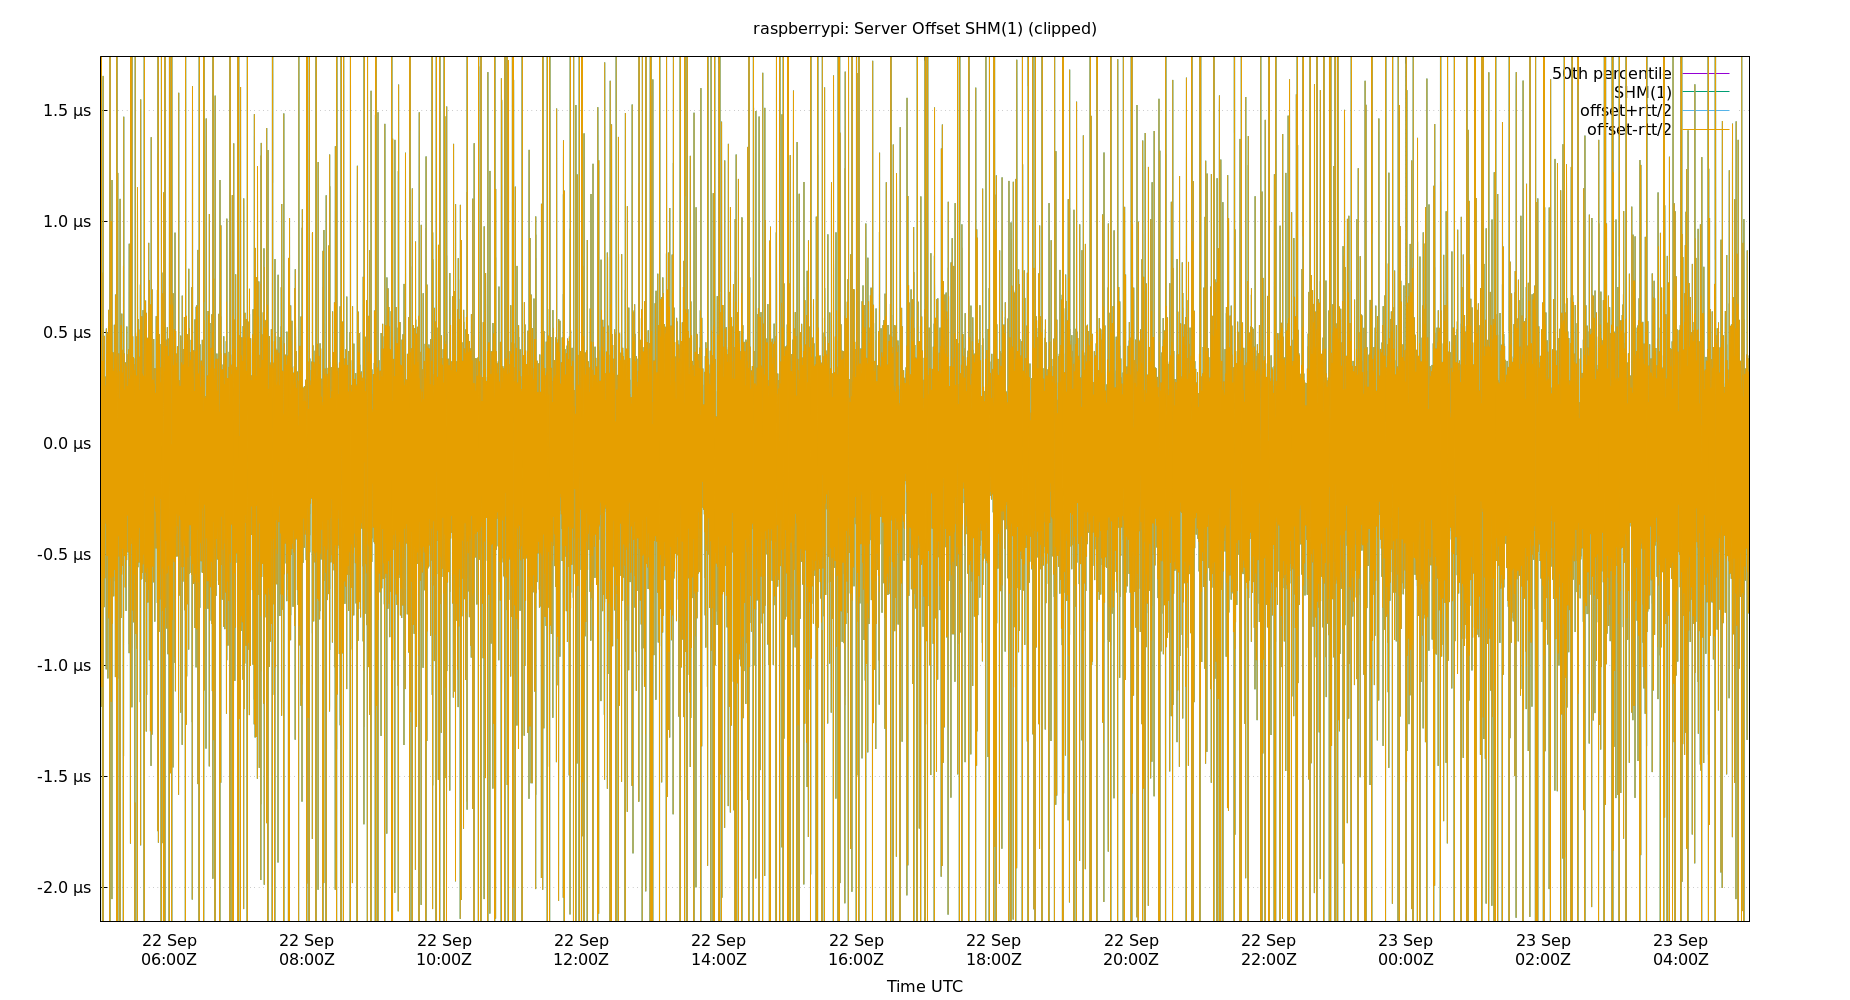 raspberrypi: Server Offset SHM(1) (clipped)
50th percentile
SHM(1)
offset+rtt/2
offset-rtt/2
1.5 µs
1.0 µs
0.5 µs
0.0 µs
-0.5 µs
-1.0 µs
-1.5 µs
-2.0 µs
22 Sep 22 Sep 22 Sep 22 Sep 22 Sep 22 Sep 22 Sep 22 Sep 22 Sep 23 Sep 23 Sep 23 Sep
06:00Z 08:00Z 10:00Z 12:00Z 14:00Z 16:00Z 18:00Z 20:00Z 22:00Z 00:00Z 02:00Z 04:00Z
Time UTC